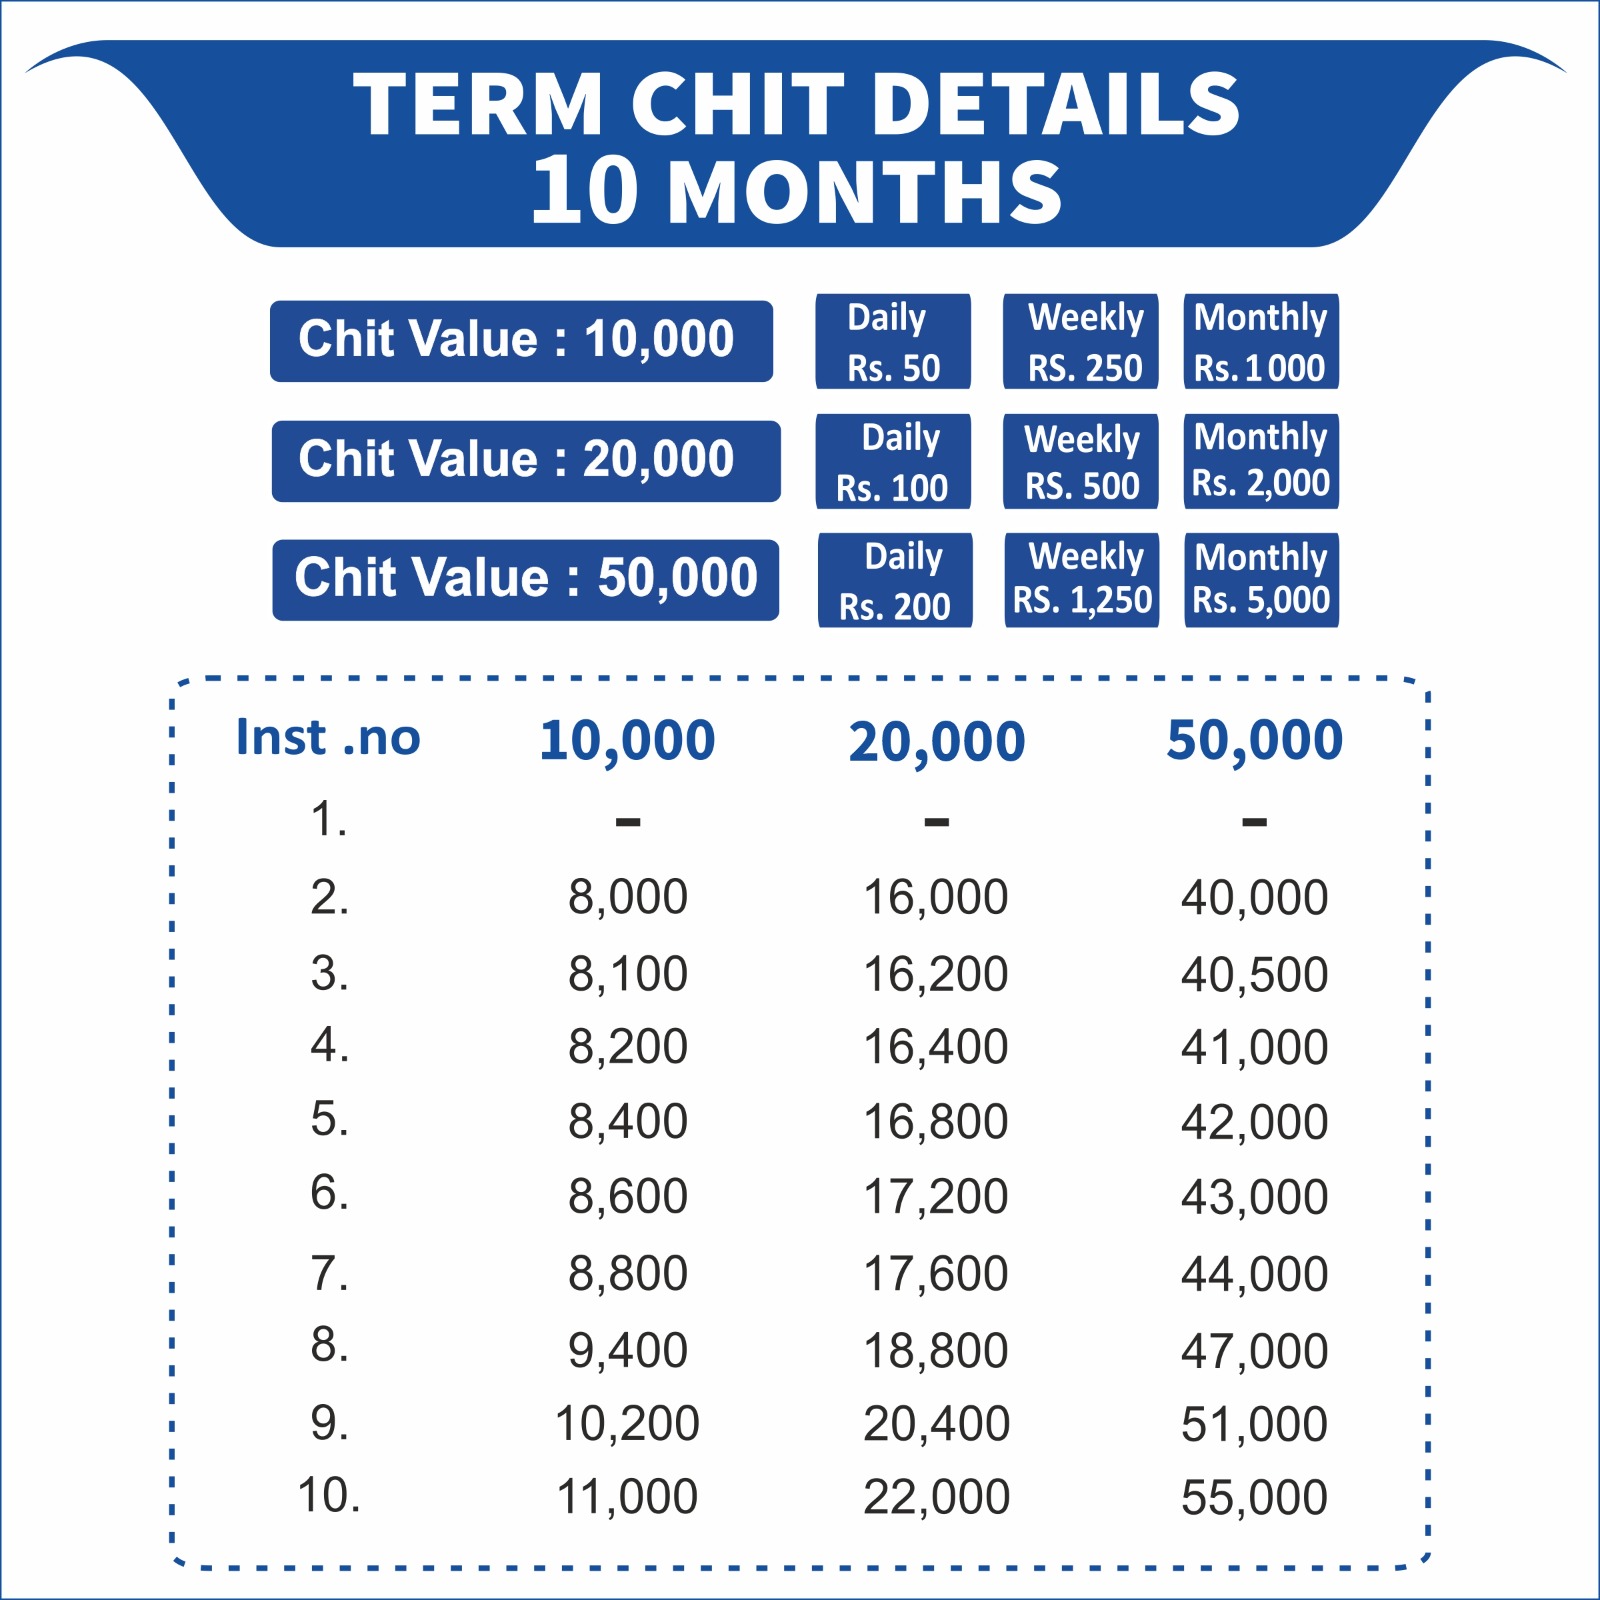 TERM CHIT DETAILS
10 MONTHS
Chit Value : 10,000
Daily
Rs. 50
Weekly
RS. 250
Monthly
Rs. 1000
Chit Value : 20,000
Daily
Rs. 100
Weekly
RS. 500
Monthly
Rs. 2,000
Chit Value : 50,000
Daily
Rs. 200
Weekly
RS. 1,250
Monthly
Rs. 5,000
Inst .no 10,000 20,000 50,000
1. - - -
2. 8,000 16,000 40,000
3. 8,100 16,200 40,500
4. 8,200 16,400 41,000
5. 8,400 16,800 42,000
6. 8,600 17,200 43,000
7. 8,800 17,600 44,000
8. 9,400 18,800 47,000
9. 10,200 20,400 51,000
10. 11,000 22,000 55,000